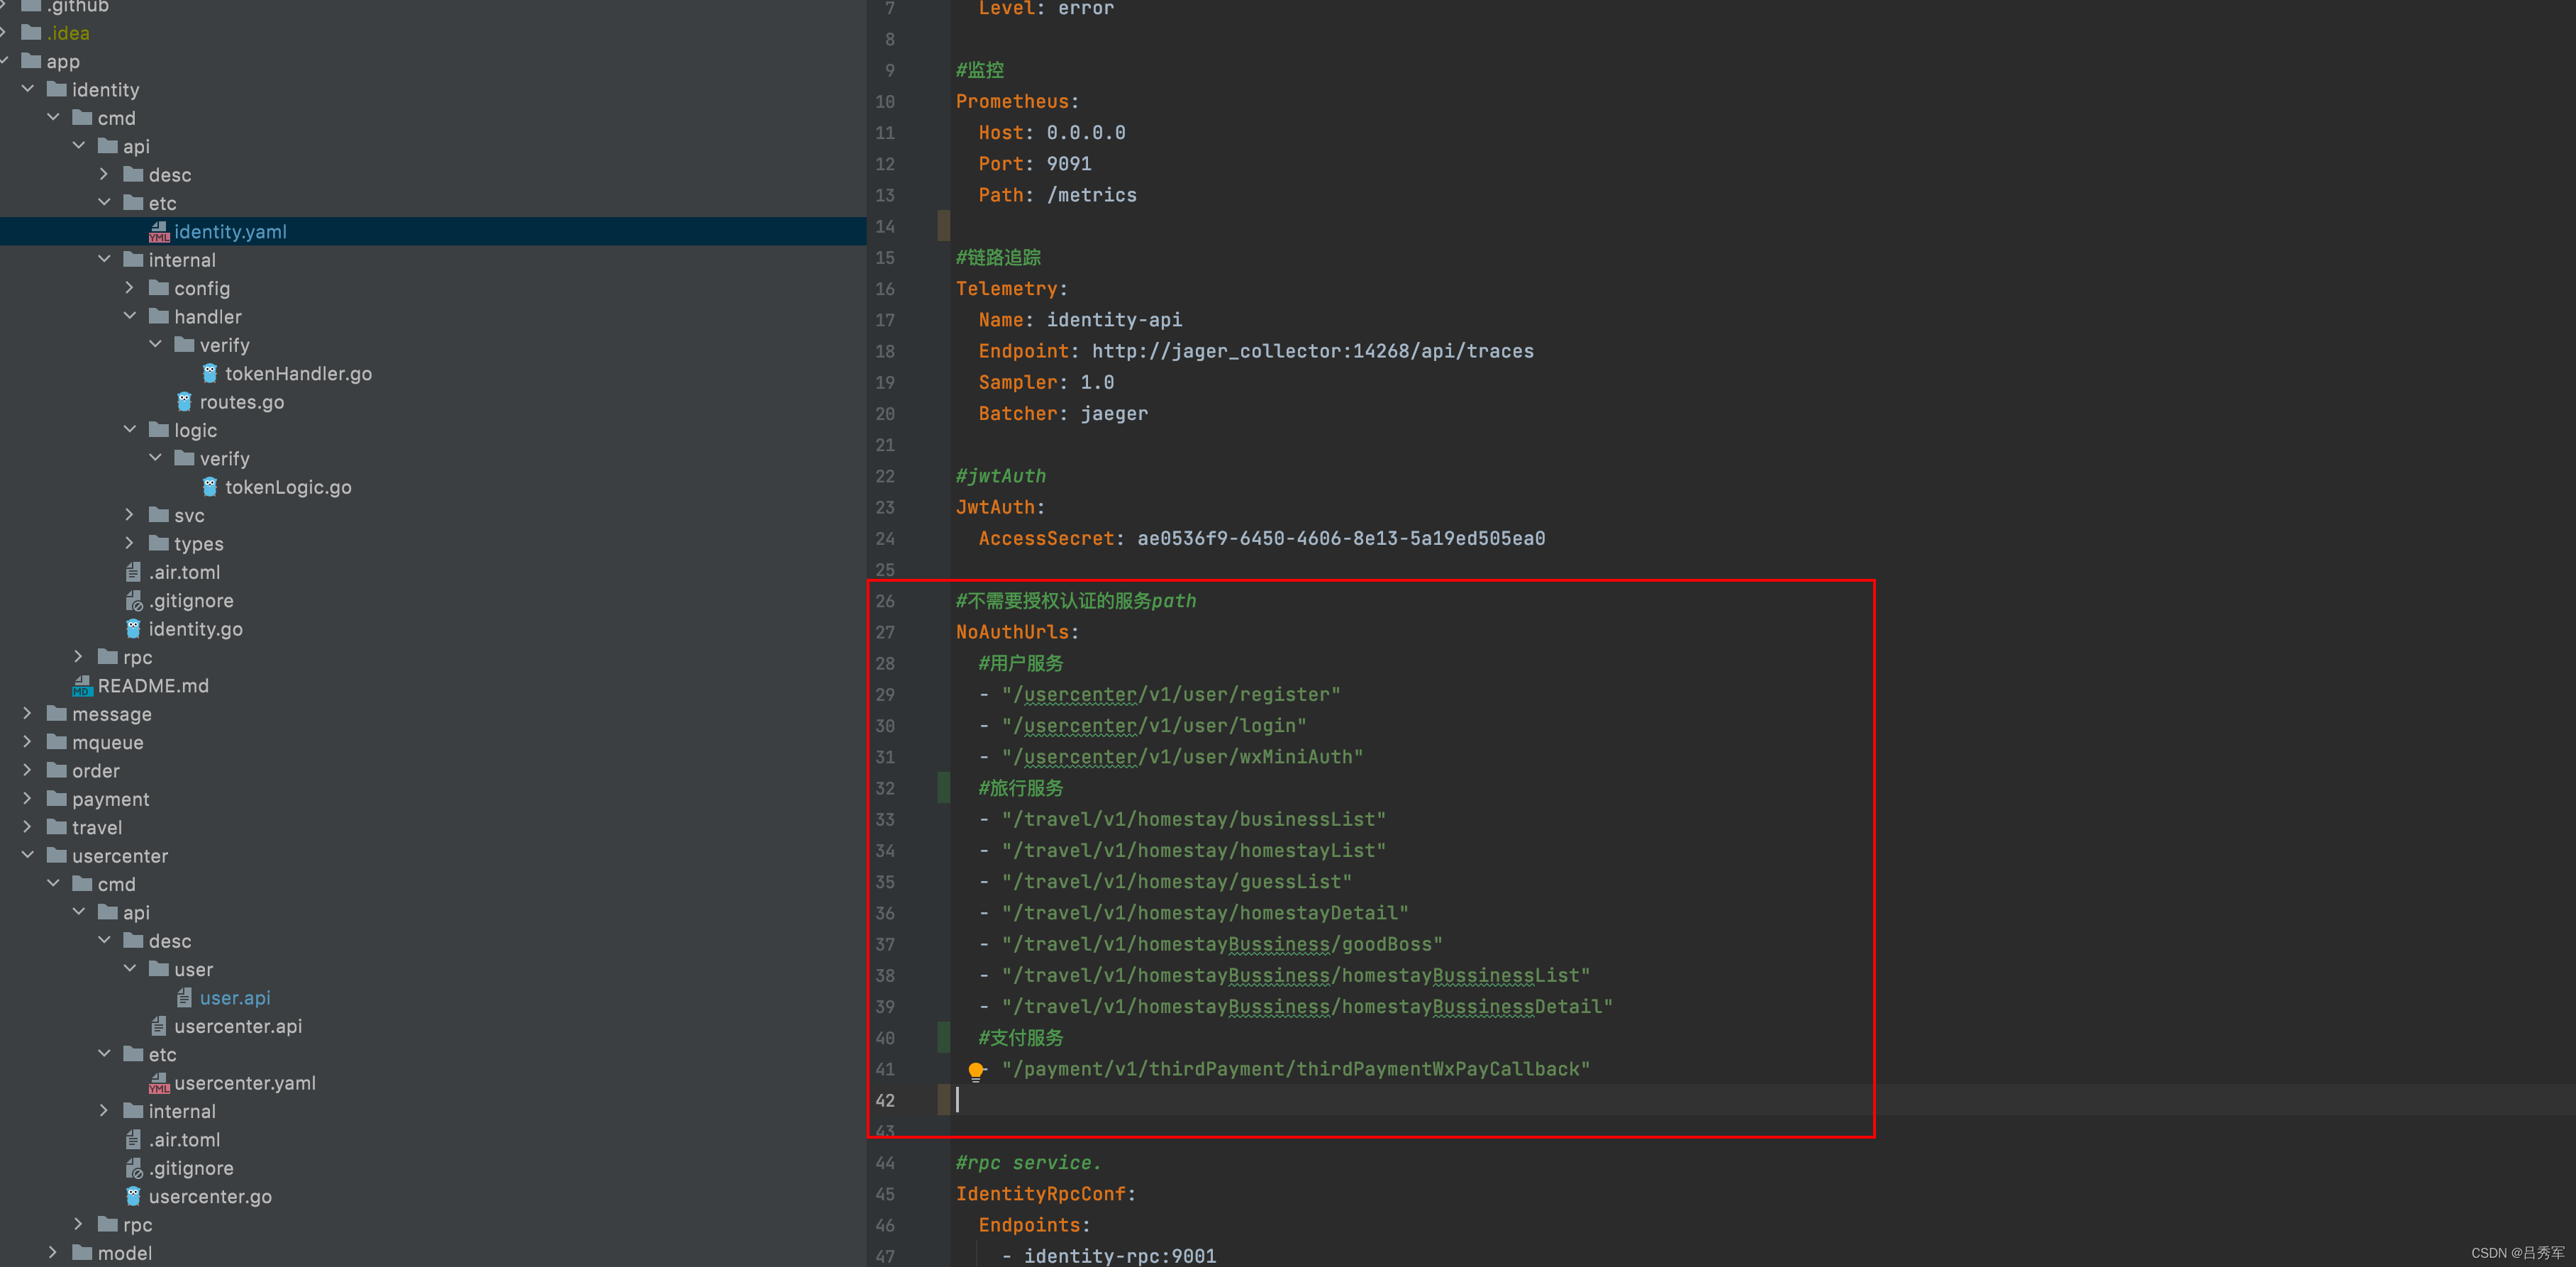 .github
.idea
app
identity
cmd
api
desc
etc
identity.yaml
internal
config
handler
verify
tokenHandler.go
routes.go
logic
verify
tokenLogic.go
svc
types
.air.toml
.gitignore
identity.go
rpc
README.md
message
mqueue
order
payment
travel
usercenter
cmd
api
desc
user
user.api
usercenter.api
etc
usercenter.yaml
internal
.air.toml
.gitignore
usercenter.go
rpc
model
7 Level: error
8
9 #监控
10 Prometheus:
11 Host: 0.0.0.0
12 Port: 9091
13 Path: /metrics
14
15 #链路追踪
16 Telemetry:
17 Name: identity-api
18 Endpoint: http://jager_collector:14268/api/traces
19 Sampler: 1.0
20 Batcher: jaeger
21
22 #jwtAuth
23 JwtAuth:
24 AccessSecret: ae0536f9-6450-4606-8e13-5a19ed505ea0
25
26 #不需要授权认证的服务path
27 NoAuthUrls:
28 #用户服务
29 - "/usercenter/v1/user/register"
30 - "/usercenter/v1/user/login"
31 - "/usercenter/v1/user/wxMiniAuth"
32 #旅行服务
33 - "/travel/v1/homestay/businessList"
34 - "/travel/v1/homestay/homestayList"
35 - "/travel/v1/homestay/guessList"
36 - "/travel/v1/homestay/homestayDetail"
37 - "/travel/v1/homestayBussiness/goodBoss"
38 - "/travel/v1/homestayBussiness/homestayBussinessList"
39 - "/travel/v1/homestayBussiness/homestayBussinessDetail"
40 #支付服务
41 - "/payment/v1/thirdPayment/thirdPaymentWxPayCallback"
42
43
44 #rpc service.
45 IdentityRpcConf:
46 Endpoints:
47 - identity-rpc:9001
CSDN @吕秀军